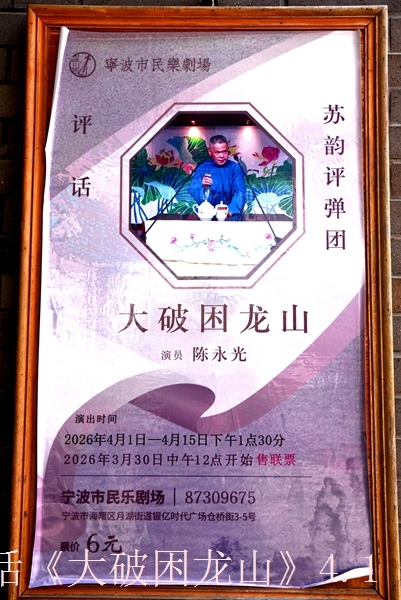 寧波市民樂劇場
评话
苏韵评弹团
大破困龙山
演员 陈永光
演出时间
2026年4月1日—4月15日下午1点30分
2026年3月30日中午12点开始售联票
宁波市民乐剧场 | 87309675
宁波市海曙区月湖街道银亿时代广场仓桥街3-5号
票价 6元
话《大破困龙山》4.1